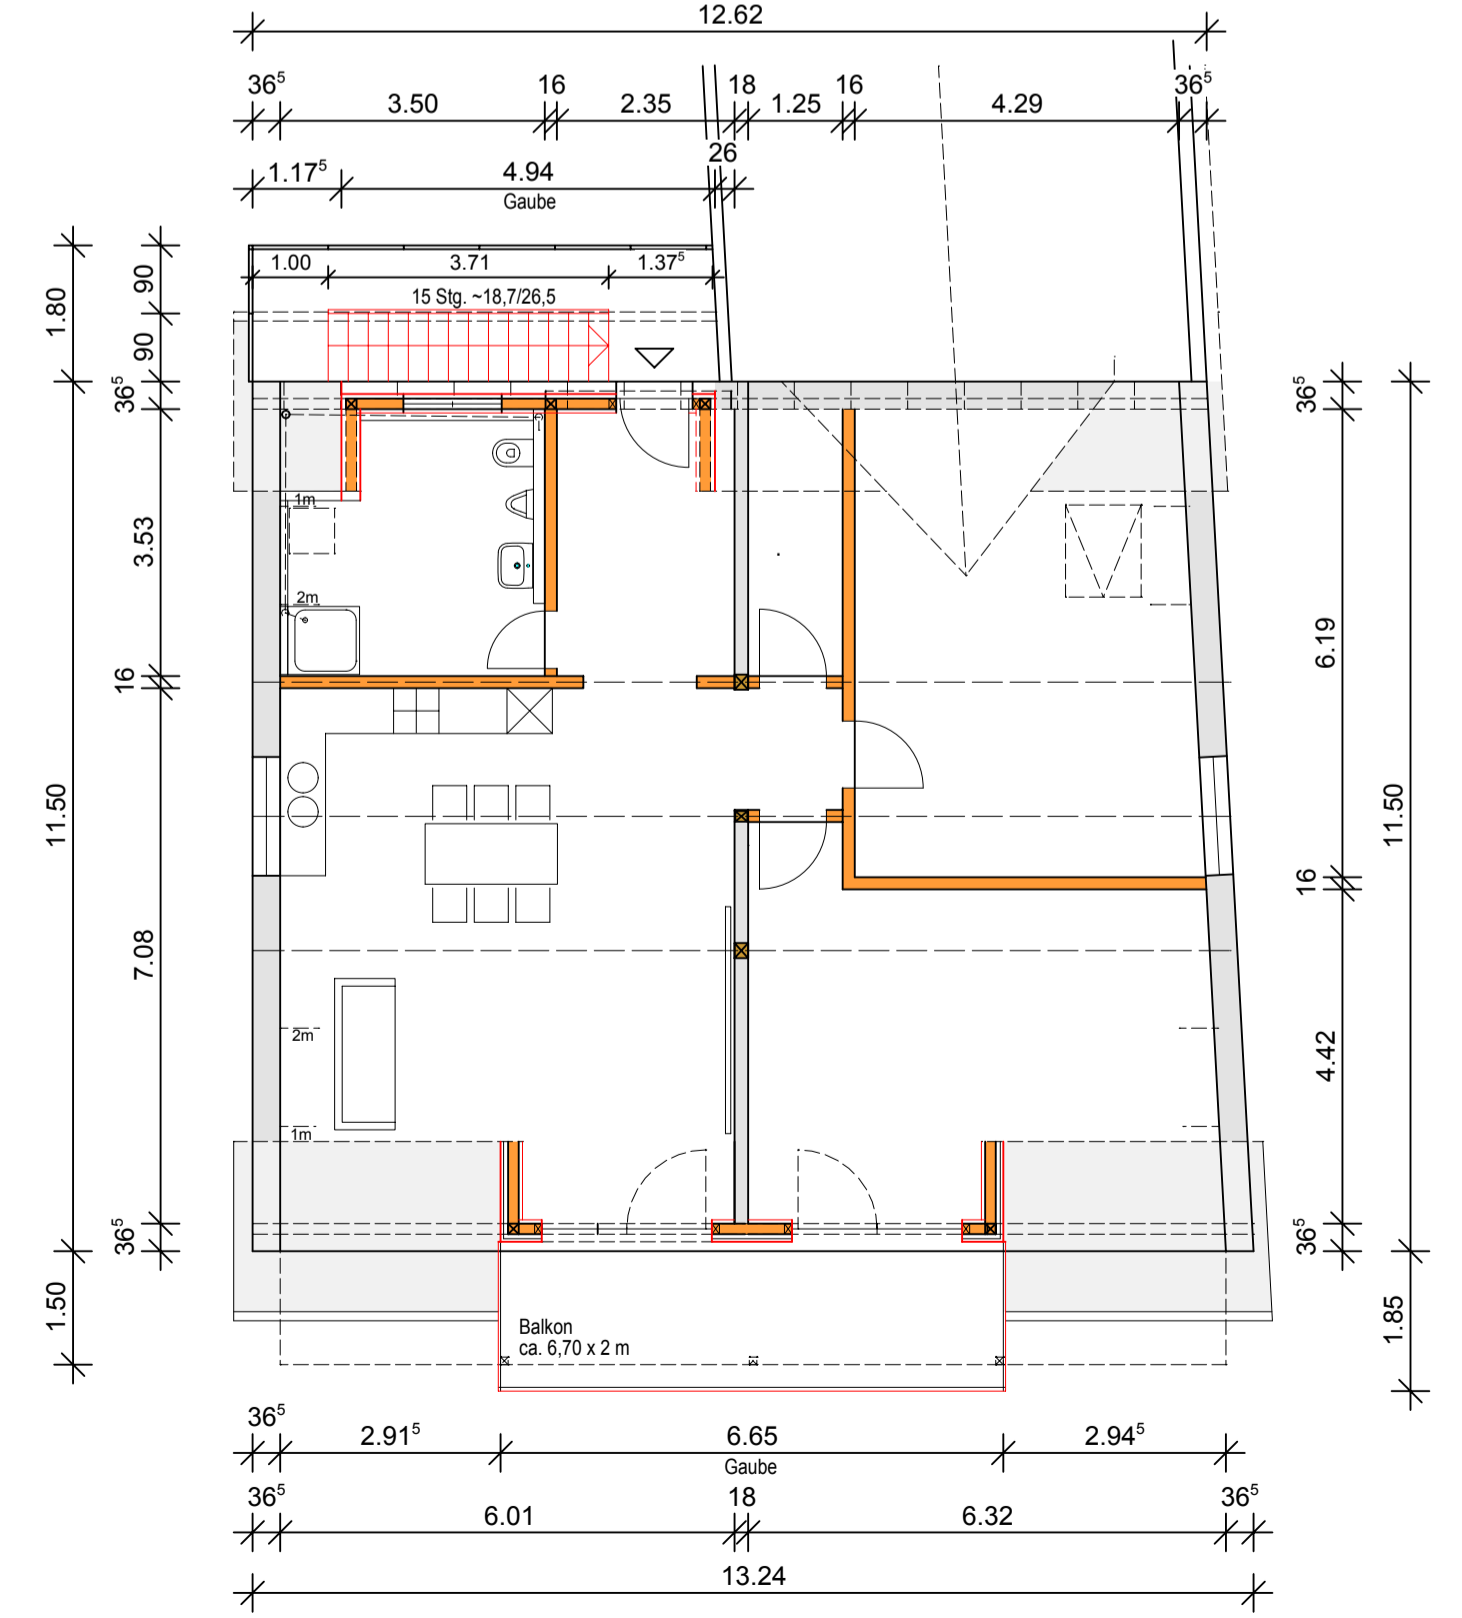 12.62
36⁵ 3.50 16 2.35 18 1.25 16 4.29 36⁵
1.17⁵ 4.94 26
Gaube
1.00 3.71 1.37⁵
15 Stg. ~18,7/26,5
1.80
90
90
36⁵
3.53
16
7.08
36⁵
11.50
1.50
1m
2m
2m
1m
36⁵
6.19
16
4.42
36⁵
11.50
1.85
Balkon
ca. 6,70 x 2 m
36⁵ 2.91⁵ 6.65 2.94⁵
Gaube
36⁵ 6.01 18 6.32 36⁵
13.24